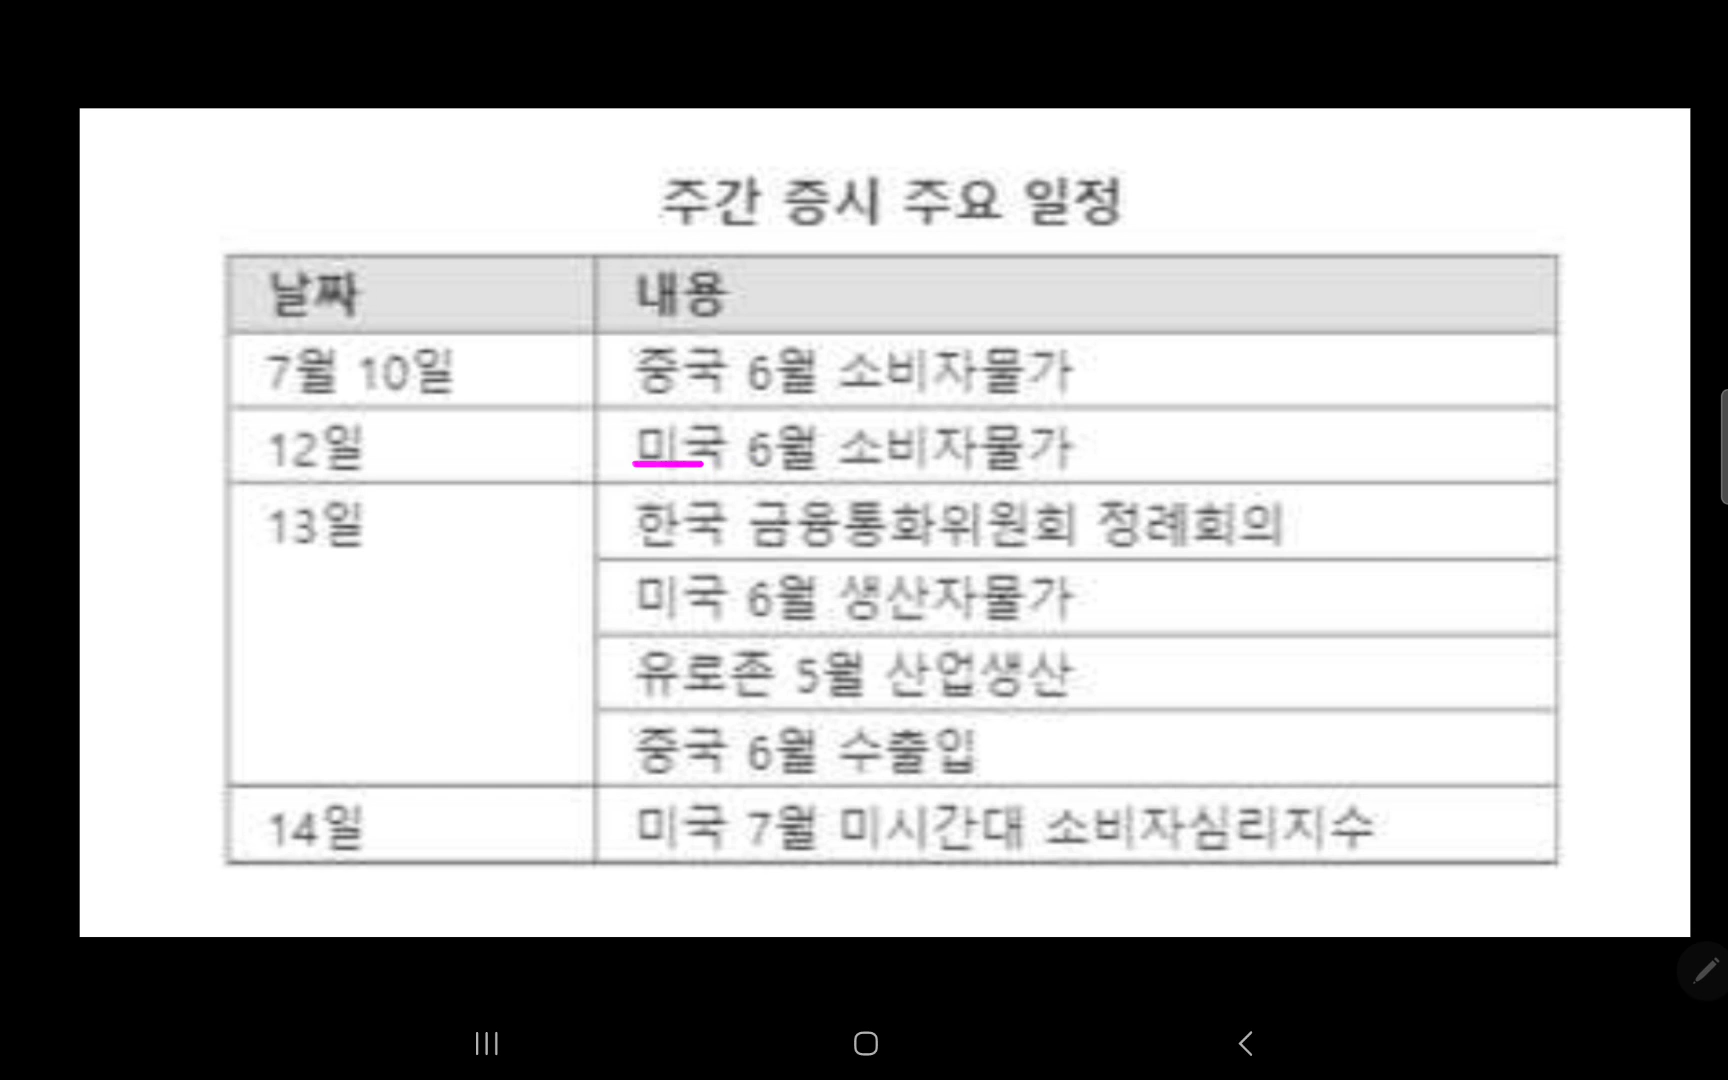 주간 증시 주요 일정
날짜 내용
7월 10일 중국 6월 소비자물가
12일 미국 6월 소비자물가
13일 한국 금융통화위원회 정례회의
미국 6월 생산자물가
유로존 5월 산업생산
중국 6월 수출입
14일 미국 7월 미시간대 소비자심리지수